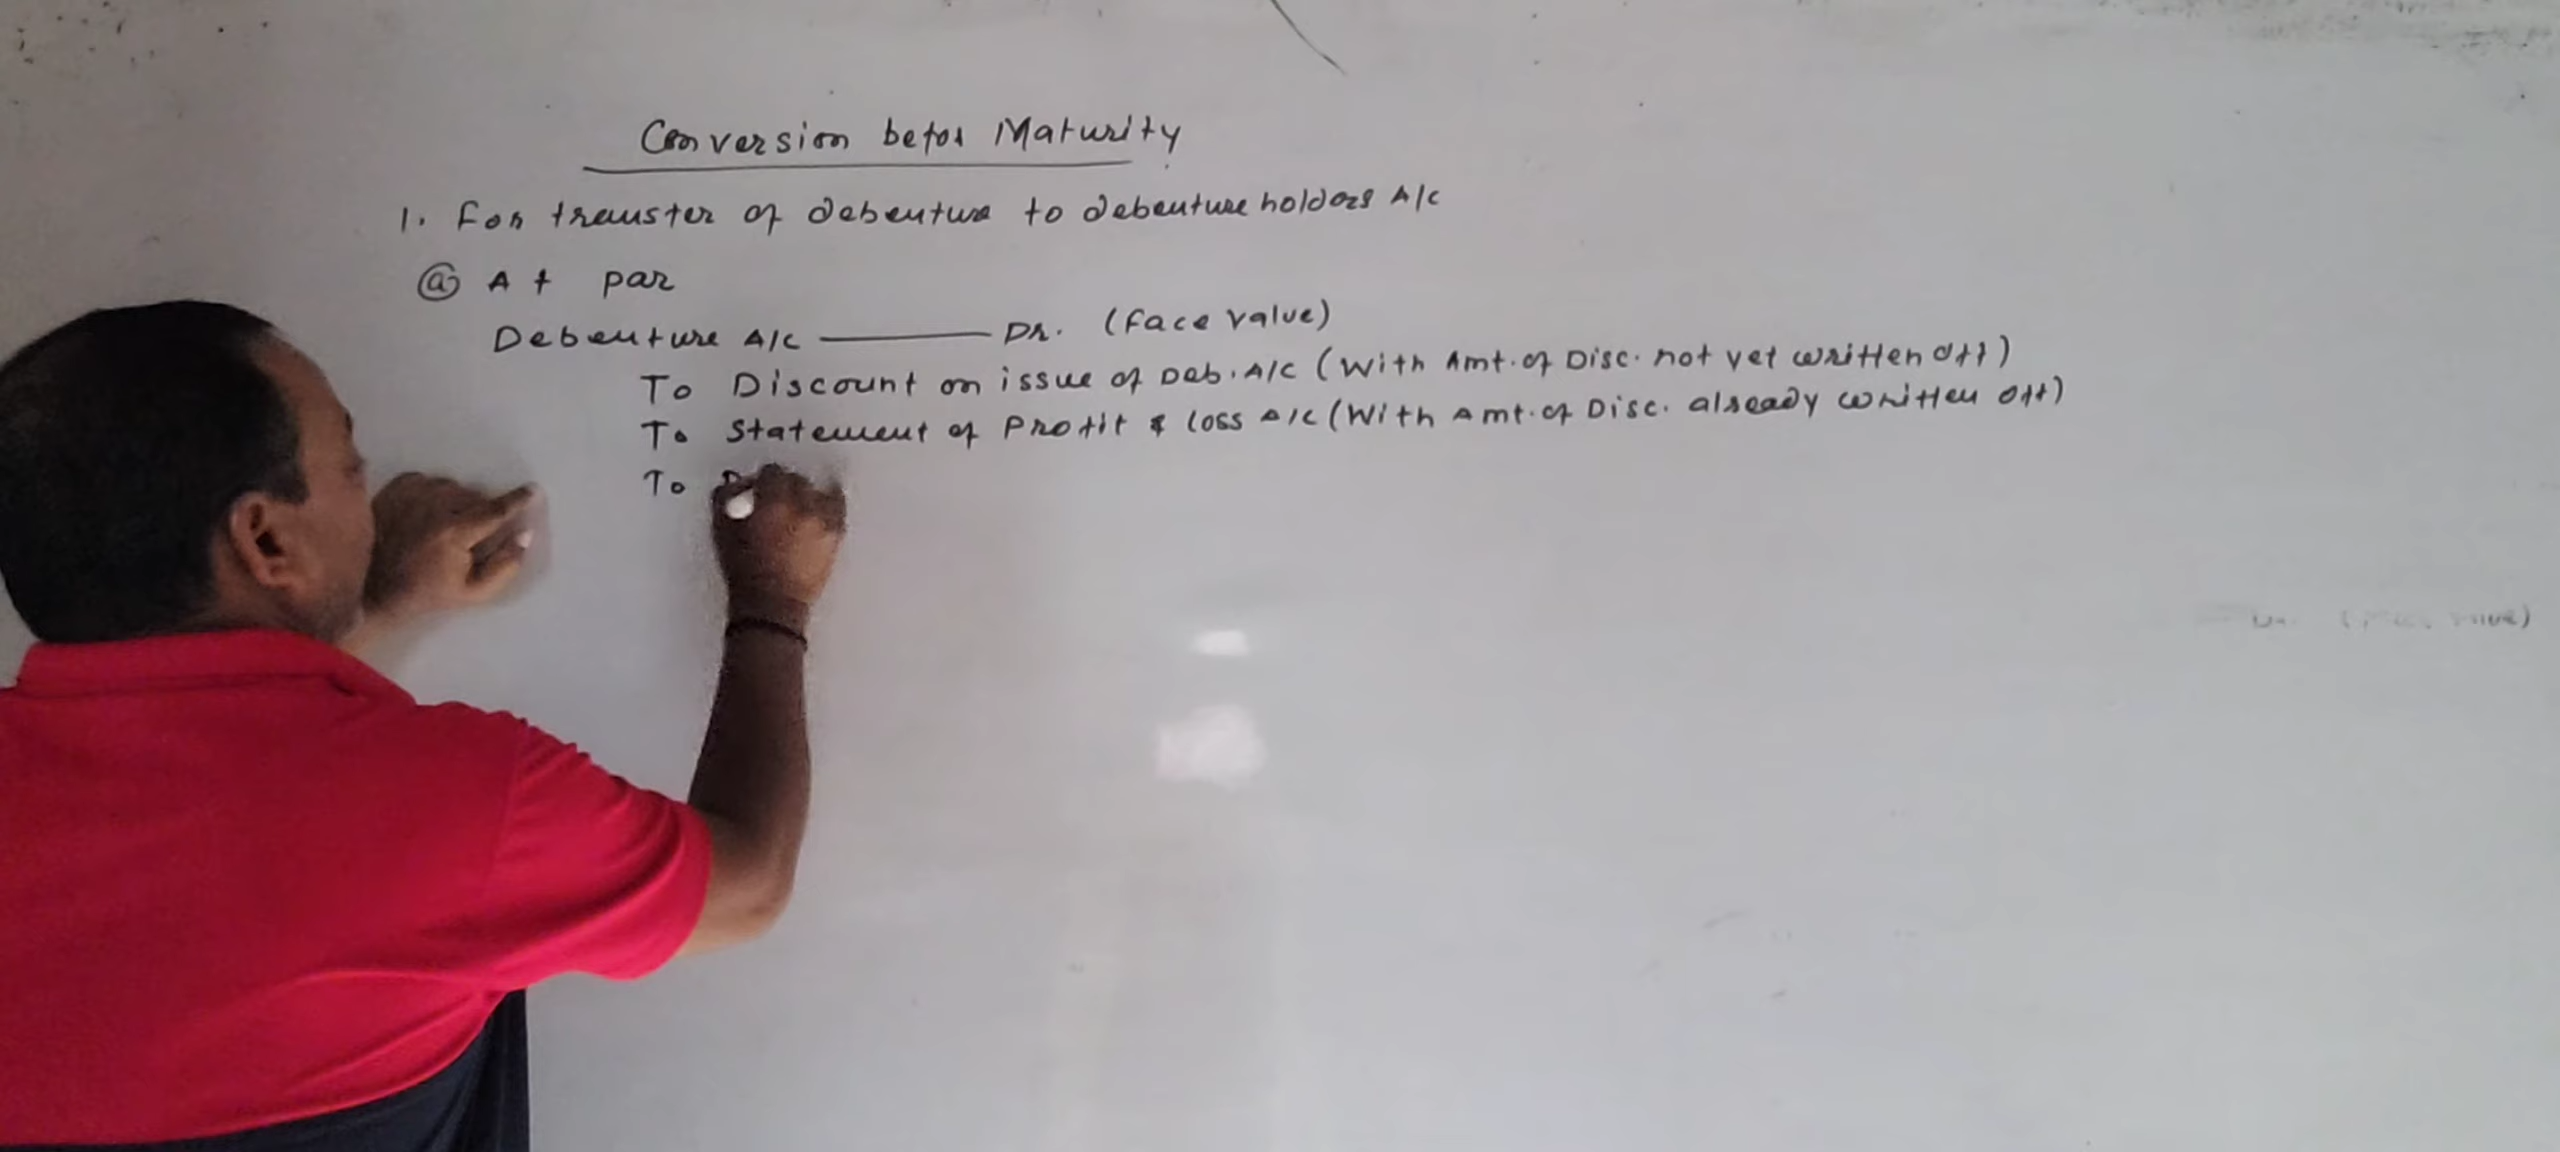 Conversion befor Maturity
1. For transfer of debenture to debentureholders A/c
ⓐ At par
Debenture A/c ——— Dr. (Face value)
To Discount on issue of Deb. A/c (With Amt. of Disc. not yet written off)
To Statement of Profit & loss A/c (With Amt. of Disc. already written off)
To